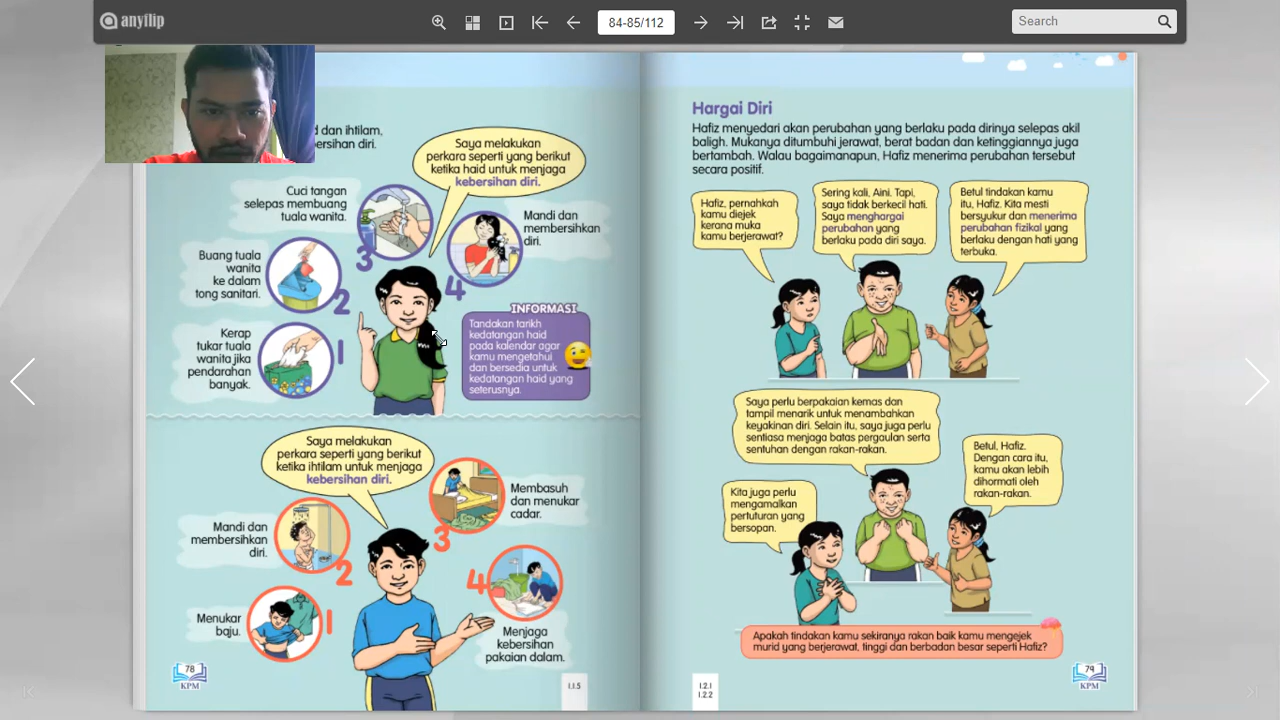 anyflip
84-85/112
Search
d dan ihtilam,
bersihan diri.
Saya melakukan
perkara seperti yang berikut
ketika haid untuk menjaga
kebersihan diri.
Cuci tangan
selepas membuang
tuala wanita.
3
Mandi dan
membersihkan
diri.
4
Buang tuala
wanita
ke dalam
tong sanitari.
2
Kerap
tukar tuala
wanita jika
pendarahan
banyak.
1
INFORMASI
Tandakan tarikh
kedatangan haid
pada kalendar agar
kamu mengetahui
dan bersedia untuk
kedatangan haid yang
seterusnya.
Saya melakukan
perkara seperti yang berikut
ketika ihtilam untuk menjaga
kebersihan diri.
Membasuh
dan menukar
cadar.
3
Mandi dan
membersihkan
diri.
2
4
Menukar
baju.
1
Menjaga
kebersihan
pakaian dalam.
78
KPM
1.1.5
Hargai Diri
Hafiz menyedari akan perubahan yang berlaku pada dirinya selepas akil
baligh. Mukanya ditumbuhi jerawat, berat badan dan ketinggiannya juga
bertambah. Walau bagaimanapun, Hafiz menerima perubahan tersebut
secara positif.
Hafiz, pernahkah
kamu diejek
kerana muka
kamu berjerawat?
Sering kali, Aini. Tapi,
saya tidak berkecil hati.
Saya menghargai
perubahan yang
berlaku pada diri saya.
Betul tindakan kamu
itu, Hafiz. Kita mesti
bersyukur dan menerima
perubahan fizikal yang
berlaku dengan hati yang
terbuka.
Saya perlu berpakaian kemas dan
tampil menarik untuk menambahkan
keyakinan diri. Selain itu, saya juga perlu
sentiasa menjaga batas pergaulan serta
sentuhan dengan rakan-rakan.
Betul, Hafiz.
Dengan cara itu,
kamu akan lebih
dihormati oleh
rakan-rakan.
Kita juga perlu
mengamalkan
pertuturan yang
bersopan.
Apakah tindakan kamu sekiranya rakan baik kamu mengejek
murid yang berjerawat, tinggi dan berbadan besar seperti Hafiz?
1.2.1
1.2.2
79
KPM